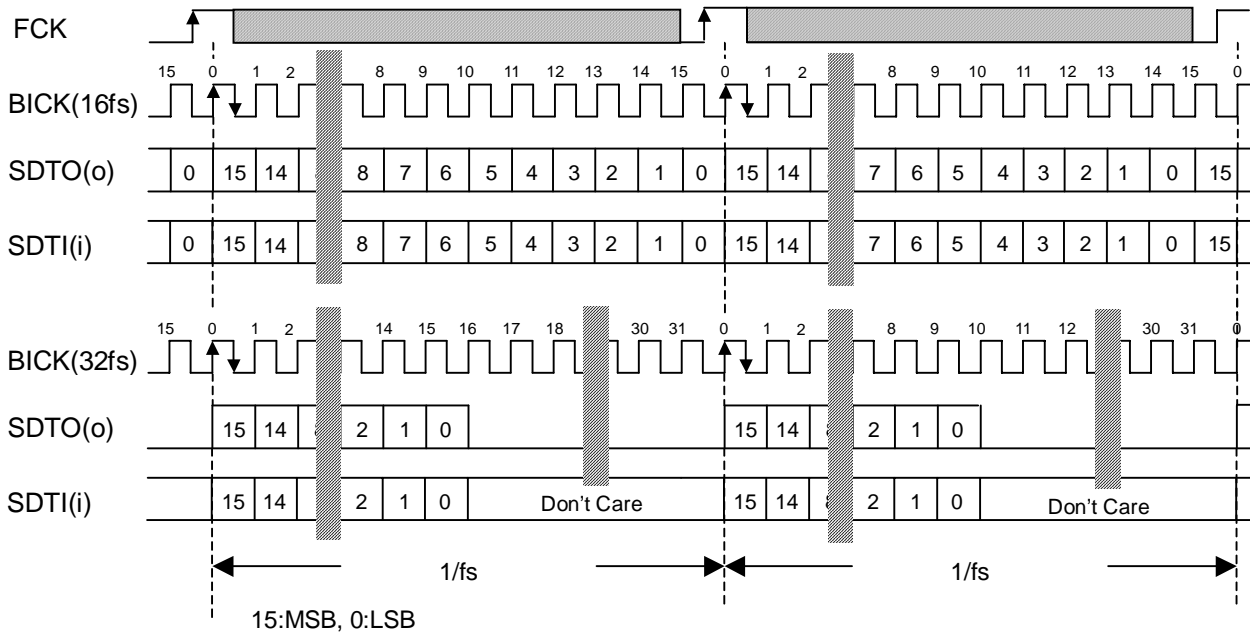 FCK
15 0 1 2 8 9 10 11 12 13 14 15 0 1 2 8 9 10 11 12 13 14 15 0
BICK(16fs)
SDTO(o) 0 15 14 8 7 6 5 4 3 2 1 0 15 14 7 6 5 4 3 2 1 0 15
SDTI(i) 0 15 14 8 7 6 5 4 3 2 1 0 15 14 7 6 5 4 3 2 1 0 15
15 0 1 2 14 15 16 17 18 30 31 0 1 2 8 9 10 11 12 30 31 0
BICK(32fs)
SDTO(o) 15 14 2 1 0 15 14 2 1 0
SDTI(i) 15 14 2 1 0 Don't Care 15 14 2 1 0 Don't Care
1/fs 1/fs
15:MSB, 0:LSB